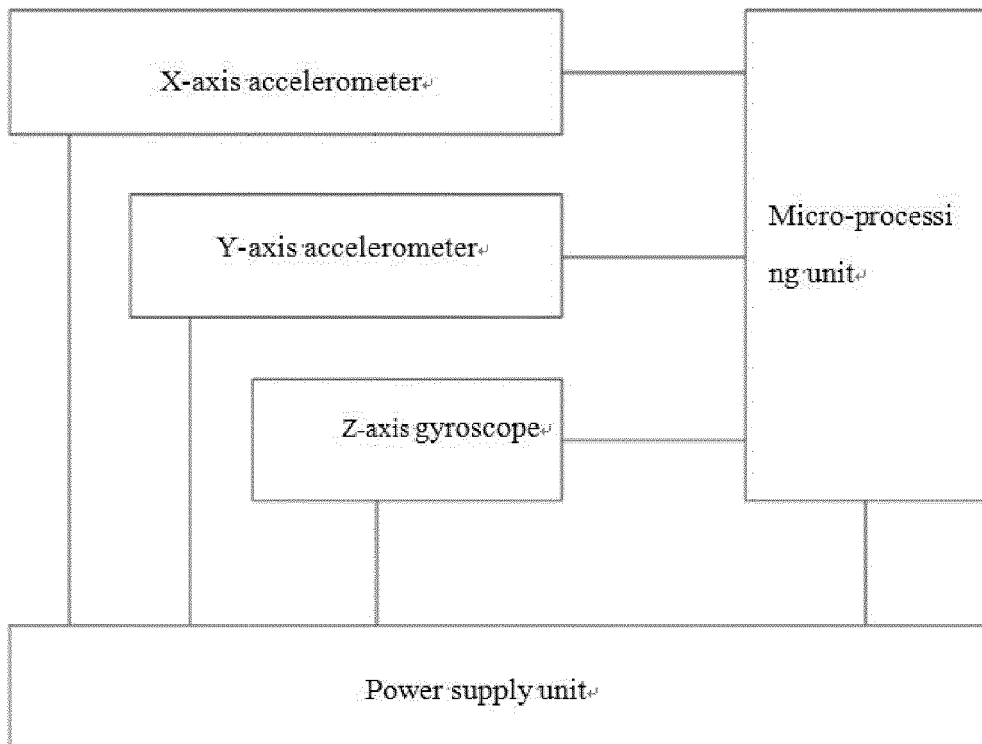 X-axis accelerometer
Y-axis accelerometer
Micro-processi
ng unit
Z-axis gyroscope
Power supply unit